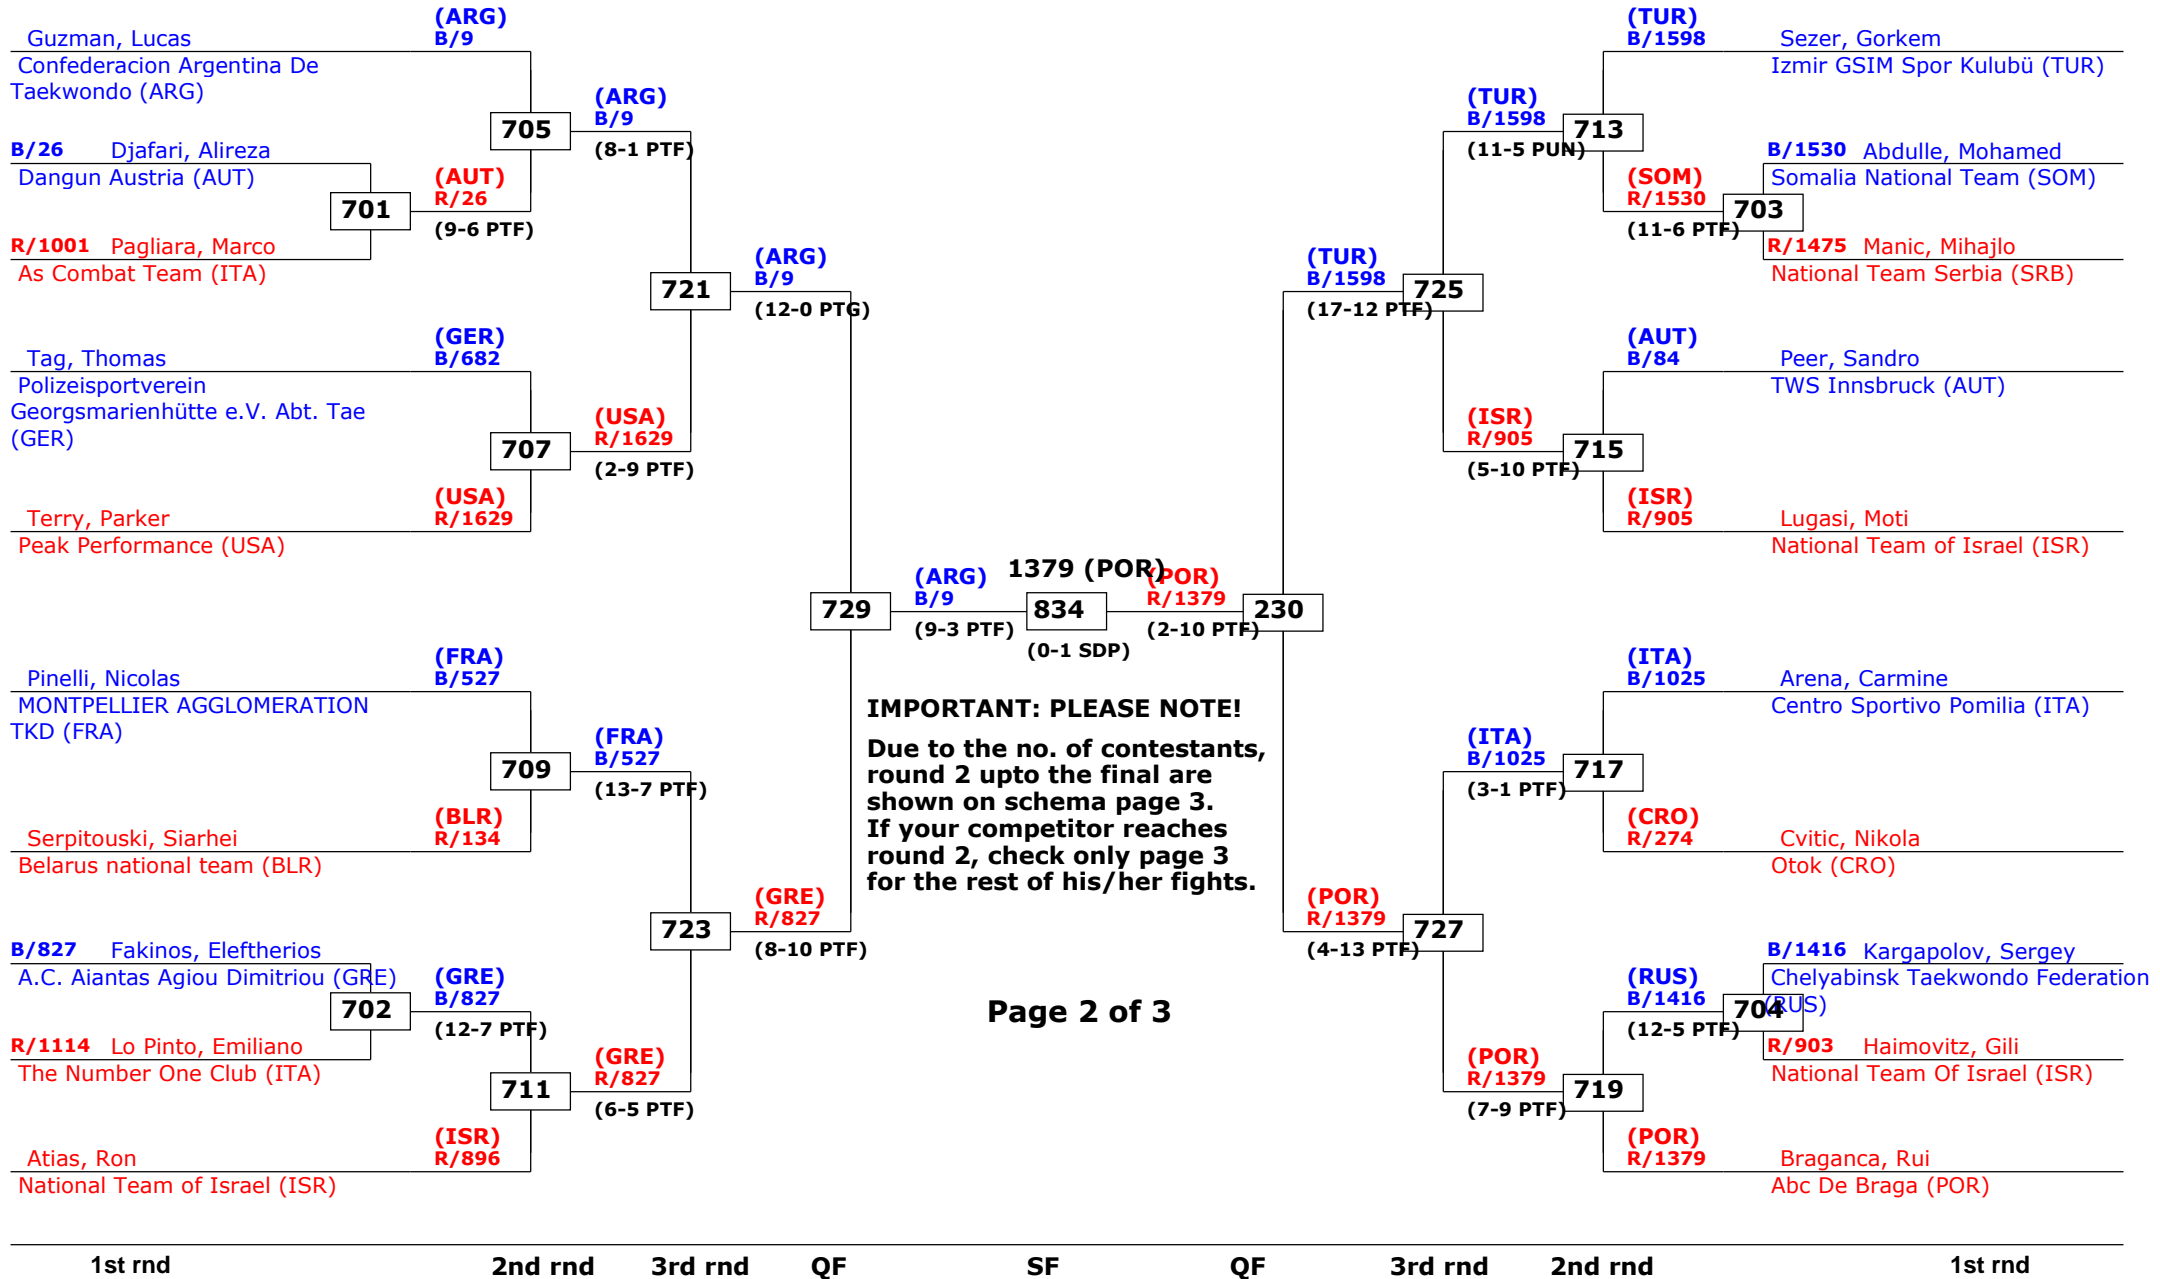 (ARG)
Guzman, Lucas B/9
Confederacion Argentina De
Taekwondo (ARG)
705
(ARG)
B/9
(8-1 PTF)
B/26 Djafari, Alireza
Dangun Austria (AUT)
701
(AUT)
R/26
(9-6 PTF)
R/1001 Pagliara, Marco
As Combat Team (ITA)
721
(ARG)
B/9
(12-0 PTG)
(GER)
Tag, Thomas B/682
Polizeisportverein
Georgsmarienhütte e.V. Abt. Tae
(GER)
707
(USA)
R/1629
(2-9 PTF)
(USA)
Terry, Parker R/1629
Peak Performance (USA)
729
(ARG)
B/9
(9-3 PTF)
(FRA)
Pinelli, Nicolas B/527
MONTPELLIER AGGLOMERATION
TKD (FRA)
709
(FRA)
B/527
(13-7 PTF)
(BLR)
Serpitouski, Siarhei R/134
Belarus national team (BLR)
723
(GRE)
R/827
(8-10 PTF)
B/827 Fakinos, Eleftherios
A.C. Aiantas Agiou Dimitriou (GRE)
702
(GRE)
B/827
(12-7 PTF)
R/1114 Lo Pinto, Emiliano
The Number One Club (ITA)
711
(GRE)
R/827
(6-5 PTF)
(ISR)
Atias, Ron R/896
National Team of Israel (ISR)
1379 (POR)
834
(0-1 SDP)
IMPORTANT: PLEASE NOTE!
Due to the no. of contestants,
round 2 upto the final are
shown on schema page 3.
If your competitor reaches
round 2, check only page 3
for the rest of his/her fights.
Page 2 of 3
(POR)
R/1379
(2-10 PTF)
230
(TUR)
B/1598 Sezer, Gorkem
Izmir GSIM Spor Kulubü (TUR)
(TUR)
B/1598
(11-5 PUN)
713
B/1530 Abdulle, Mohamed
Somalia National Team (SOM)
(SOM)
R/1530
(11-6 PTF)
703
R/1475 Manic, Mihajlo
National Team Serbia (SRB)
(TUR)
B/1598
(17-12 PTF)
725
(AUT)
B/84 Peer, Sandro
TWS Innsbruck (AUT)
(ISR)
R/905
(5-10 PTF)
715
(ISR)
R/905 Lugasi, Moti
National Team of Israel (ISR)
(ITA)
B/1025 Arena, Carmine
Centro Sportivo Pomilia (ITA)
(ITA)
B/1025
(3-1 PTF)
717
(CRO)
R/274 Cvitic, Nikola
Otok (CRO)
(POR)
R/1379
(4-13 PTF)
727
B/1416 Kargapolov, Sergey
Chelyabinsk Taekwondo Federation
(RUS)
(RUS)
B/1416
(12-5 PTF)
704
R/903 Haimovitz, Gili
National Team Of Israel (ISR)
(POR)
R/1379
(7-9 PTF)
719
(POR)
R/1379 Braganca, Rui
Abc De Braga (POR)
1st rnd 2nd rnd 3rd rnd QF SF QF 3rd rnd 2nd rnd 1st rnd